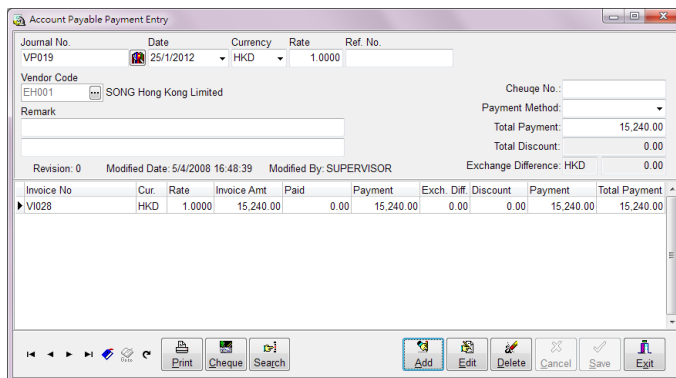 Account Payable Payment Entry
Journal No. Date Currency Rate Ref. No.
VP019 25/1/2012 HKD 1.0000
Vendor Code
EH001 ... SONG Hong Kong Limited
Cheuqe No.:
Remark
Payment Method:
Total Payment: 15,240.00
Total Discount: 0.00
Revision: 0 Modified Date: 5/4/2008 16:48:39 Modified By: SUPERVISOR Exchange Difference: HKD 0.00
Invoice No Cur. Rate Invoice Amt Paid Payment Exch. Diff. Discount Payment Total Payment
VI028 HKD 1.0000 15,240.00 0.00 15,240.00 0.00 0.00 15,240.00 15,240.00
Goto Print Cheque Search Add Edit Delete Cancel Save Exit